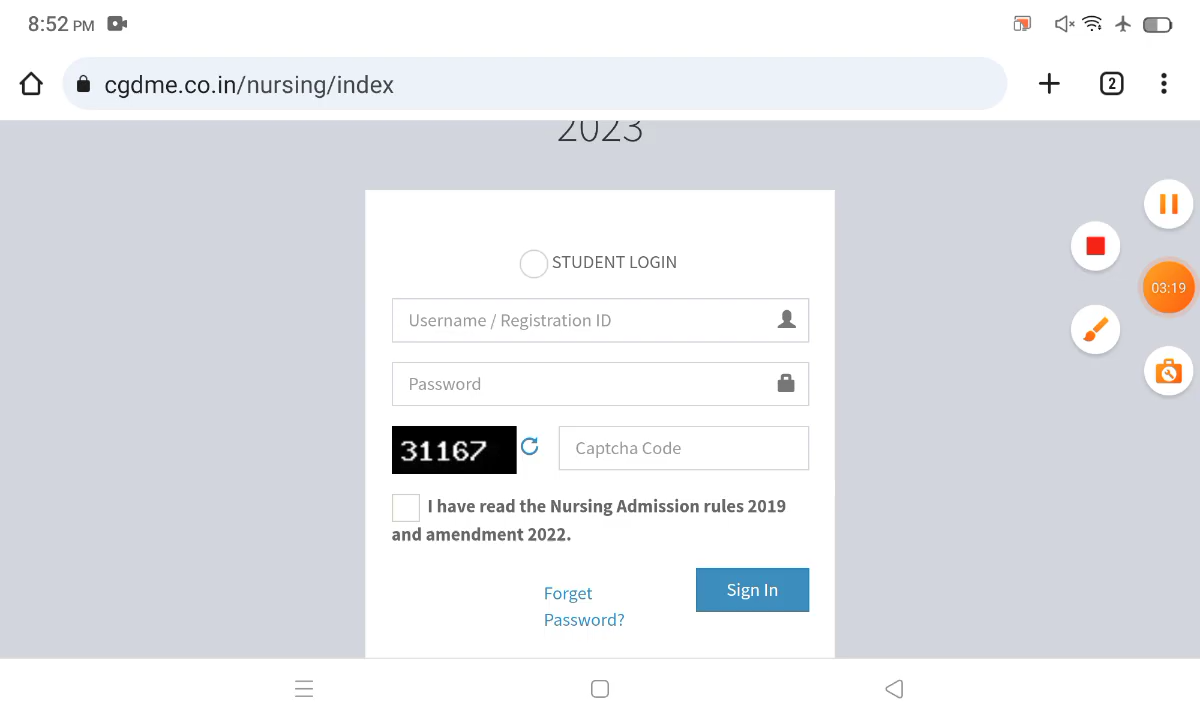 8:52 PM
cgdme.co.in/nursing/index
2
2023
STUDENT LOGIN
Username / Registration ID
Password
31167
Captcha Code
I have read the Nursing Admission rules 2019
and amendment 2022.
Forget
Password?
Sign In
03:19